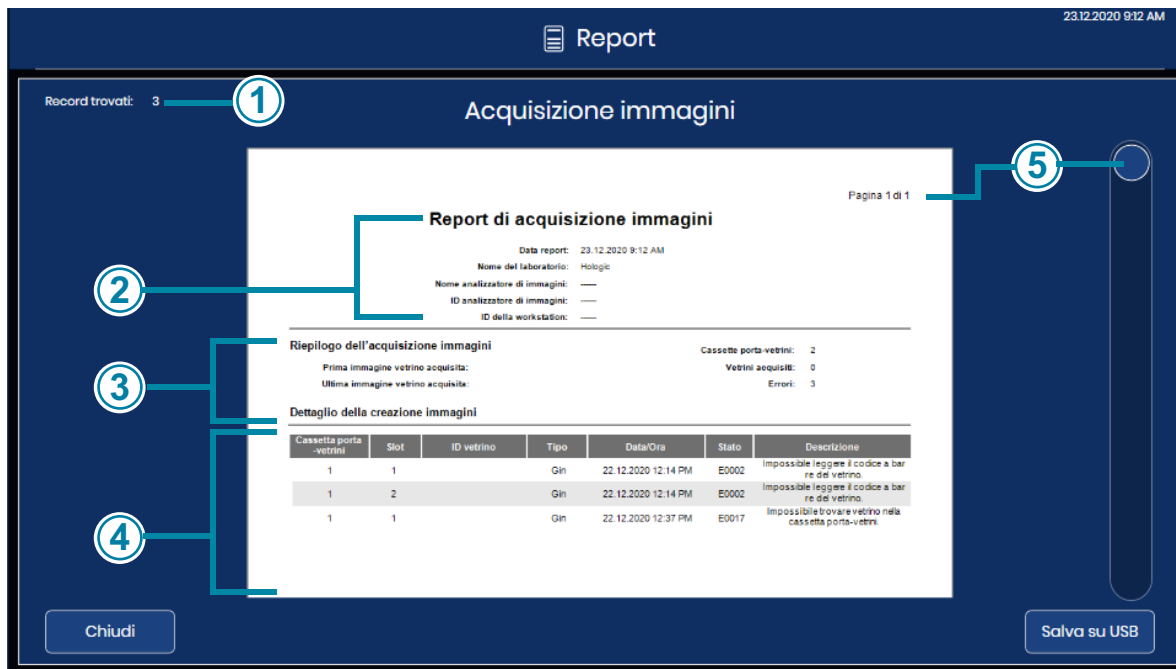 23.12.2020 9:12 AM
Report
Record trovati: 3
1
Acquisizione immagini
5
Pagina 1 di 1
Report di acquisizione immagini
Data report: 23.12.2020 9:12 AM
Nome del laboratorio: Hologic
2
Nome analizzatore di immagini: -----
ID analizzatore di immagini: -----
ID della workstation: -----
Riepilogo dell'acquisizione immagini
Cassette porta-vetrini: 2
Prima immagine vetrino acquisita:
Vetrini acquisiti: 0
3
Ultima immagine vetrino acquisita:
Errori: 3
Dettaglio della creazione immagini
Cassetta porta
-vetrini
Slot
ID vetrino
Tipo
Data/Ora
Stato
Descrizione
1 1 Gin 22.12.2020 12:14 PM E0002 Impossible leggere il codice a bar
re del vetrino.
1 2 Gin 22.12.2020 12:14 PM E0002 Impossible leggere il codice a bar
re del vetrino.
1 1 Gin 22.12.2020 12:37 PM E0017 Impossibile trovare vetrino nella
cassetta porta-vetrini.
4
Chiudi
Salva su USB